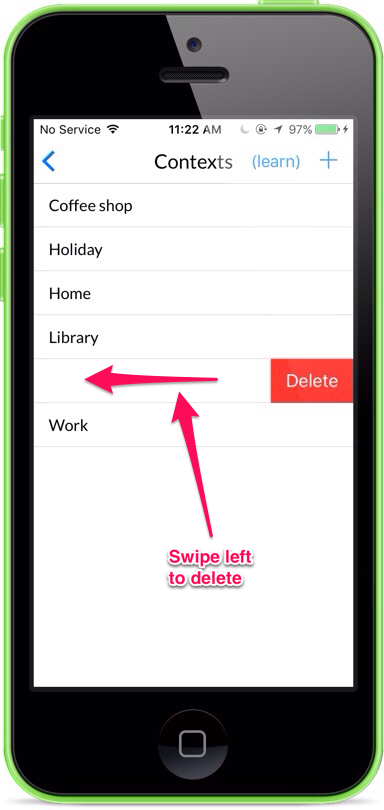 No Service 11:22 AM 97%
Contexts (learn) +
Coffee shop
Holiday
Home
Library
Delete
Work
Swipe left
to delete